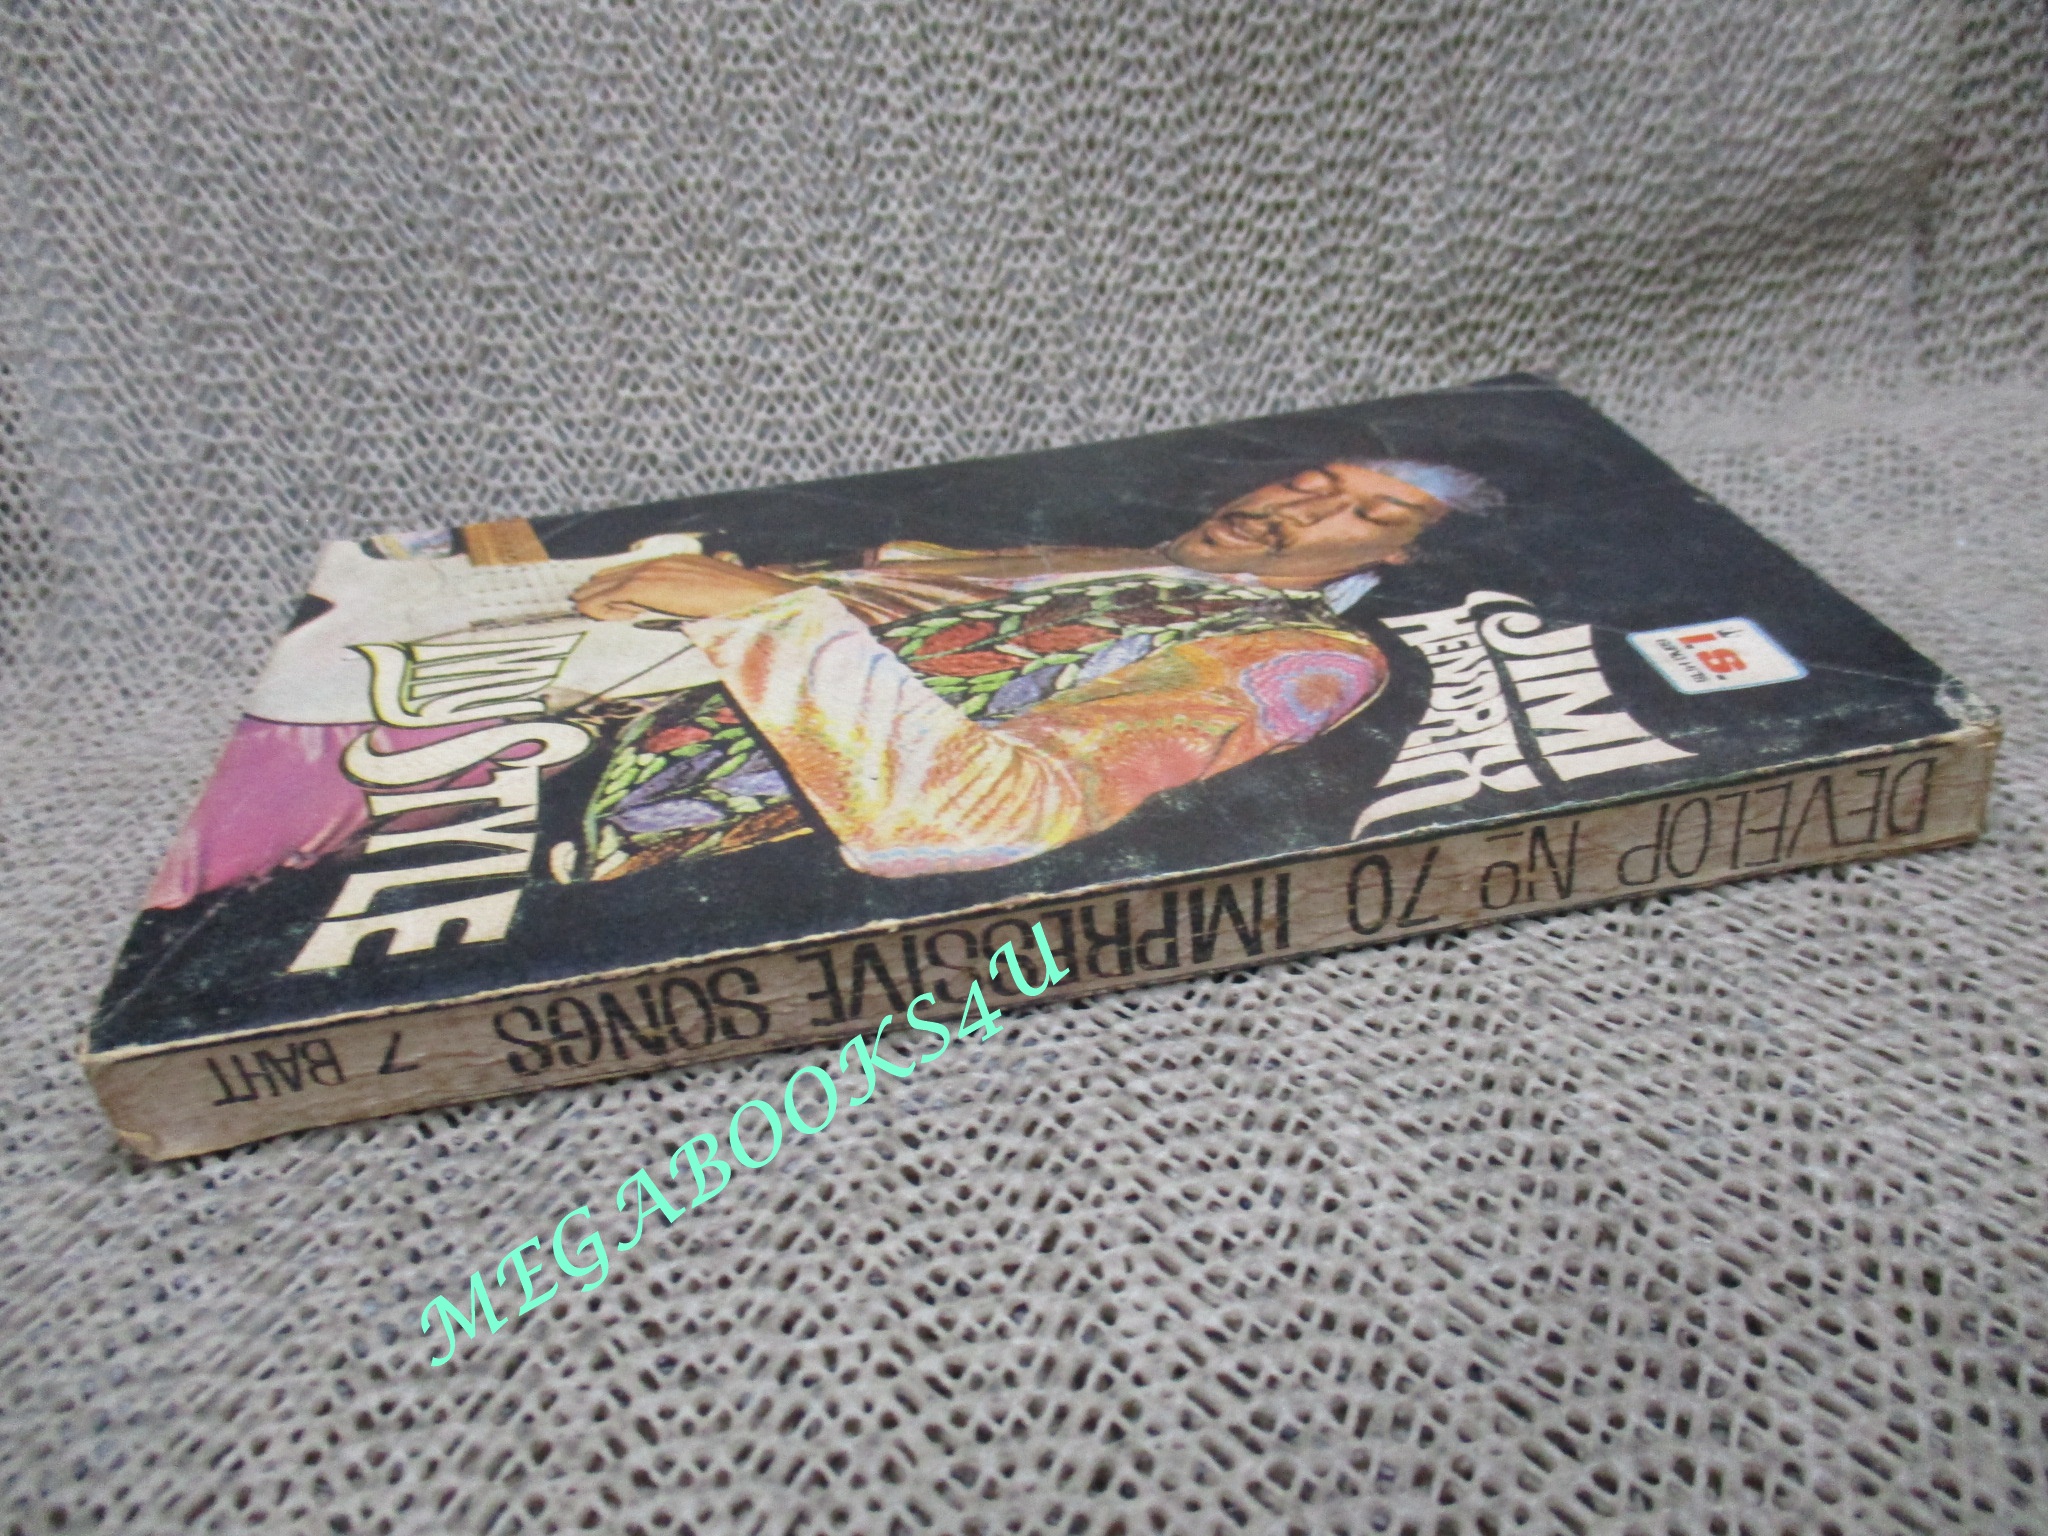 I.S.
JIMI
HENDRIX
MY STYLE
DEVELOP No 70 IMPRESSIVE SONGS 7 BAHT
MEGABOOKS4U